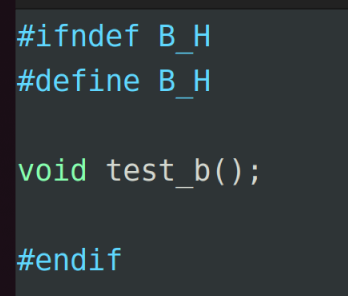 #ifndef B_H
#define B_H
void test_b();
#endif